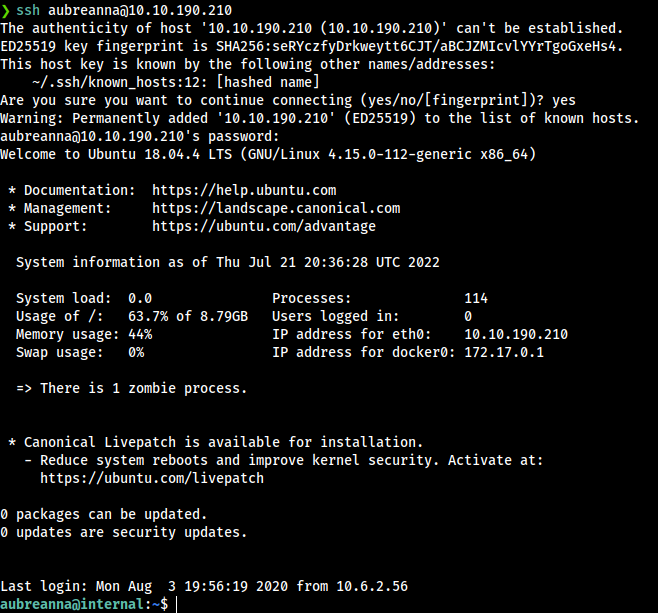 ❯ ssh aubreanna@10.10.190.210
The authenticity of host '10.10.190.210 (10.10.190.210)' can't be established.
ED25519 key fingerprint is SHA256:seRYczfyDrkweytt6CJT/aBCJZMIcvlYYrTgoGxeHs4.
This host key is known by the following other names/addresses:
    ~/.ssh/known_hosts:12: [hashed name]
Are you sure you want to continue connecting (yes/no/[fingerprint])? yes
Warning: Permanently added '10.10.190.210' (ED25519) to the list of known hosts.
aubreanna@10.10.190.210's password:
Welcome to Ubuntu 18.04.4 LTS (GNU/Linux 4.15.0-112-generic x86_64)

 * Documentation:  https://help.ubuntu.com
 * Management:     https://landscape.canonical.com
 * Support:        https://ubuntu.com/advantage

  System information as of Thu Jul 21 20:36:28 UTC 2022

  System load:  0.0               Processes:              114
  Usage of /:   63.7% of 8.79GB   Users logged in:        0
  Memory usage: 44%               IP address for eth0:    10.10.190.210
  Swap usage:   0%                IP address for docker0: 172.17.0.1

  => There is 1 zombie process.

 * Canonical Livepatch is available for installation.
   - Reduce system reboots and improve kernel security. Activate at:
     https://ubuntu.com/livepatch

0 packages can be updated.
0 updates are security updates.

Last login: Mon Aug  3 19:56:19 2020 from 10.6.2.56
aubreanna@internal:~$